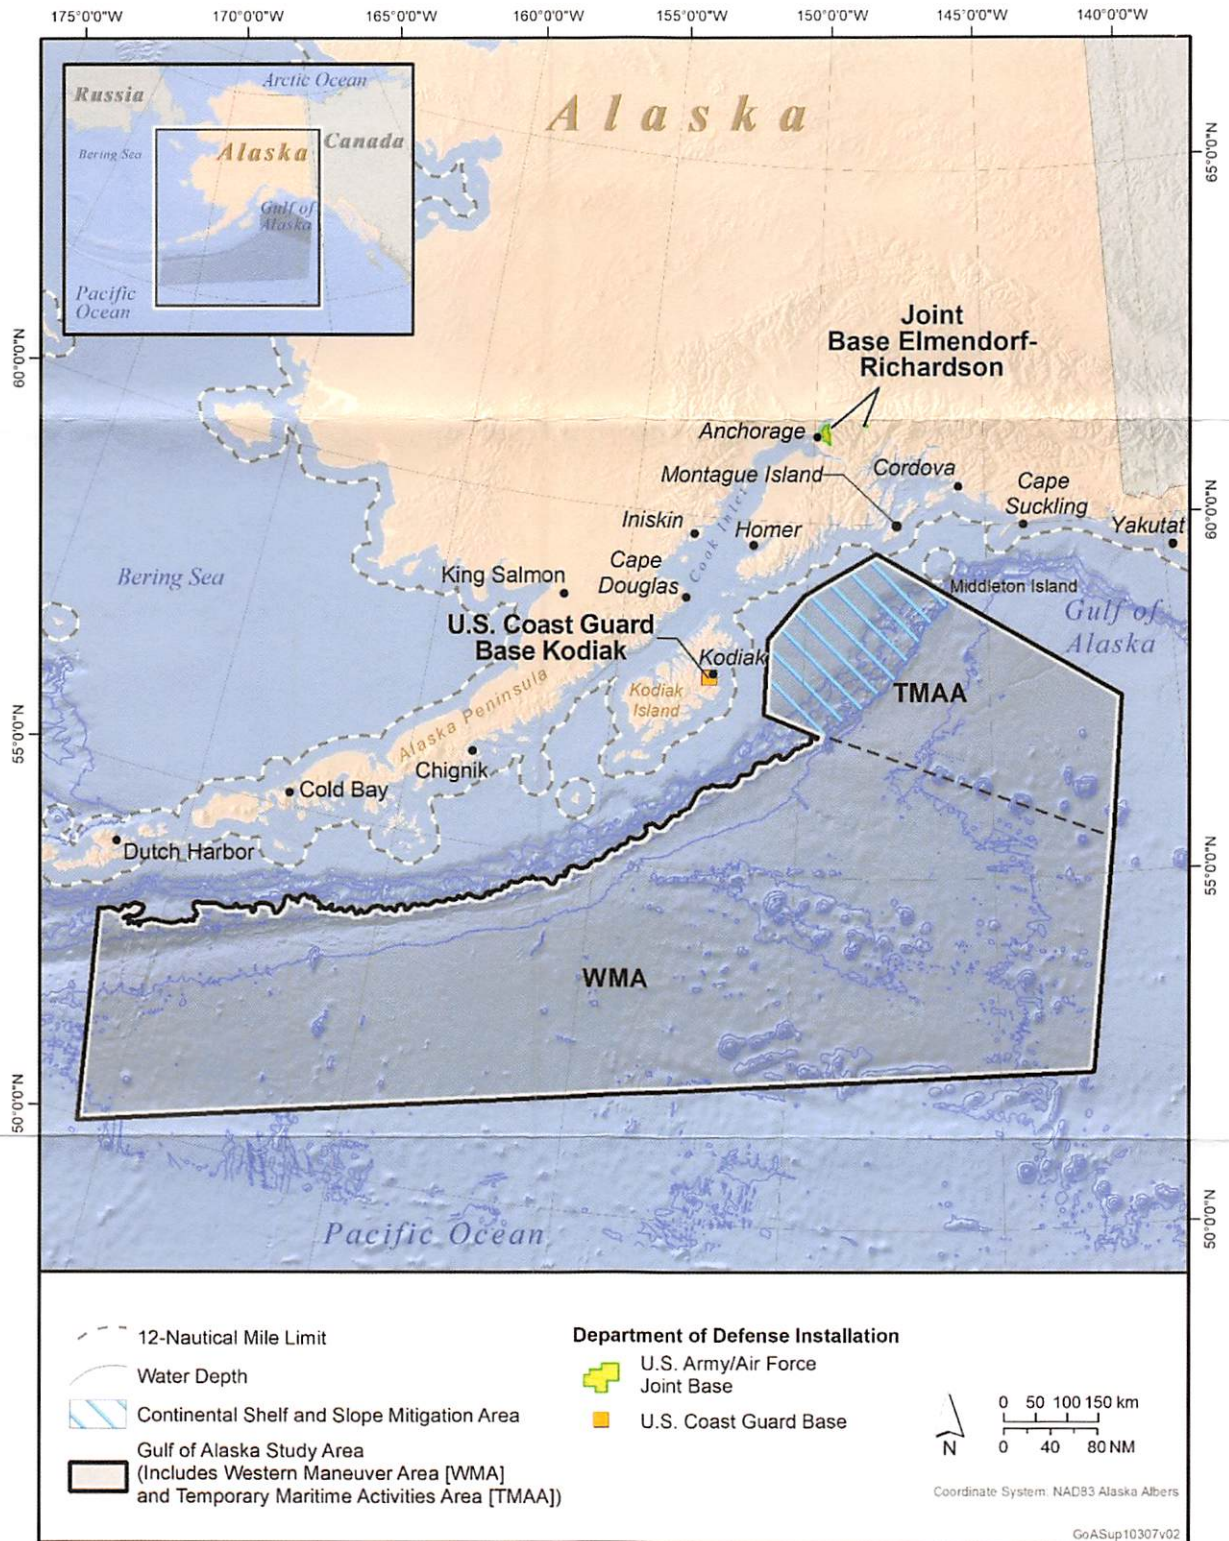 175°0'0"W
170°0'0"W
165°0'0"W
160°0'0"W
155°0'0"W
150°0'0"W
145°0'0"W
140°0'0"W
65°0'0"N
60°0'0"N
55°0'0"N
50°0'0"N
60°0'0"N
55°0'0"N
50°0'0"N
Russia
Arctic Ocean
Bering Sea
Alaska
Canada
Gulf of
Alaska
Pacific
Ocean
Alaska
Joint
Base Elmendorf-
Richardson
Anchorage
Montague Island
Cordova
Cape
Suckling
Yakutat
Iniskin
Cook Inlet
Homer
Cape
Douglas
King Salmon
Bering Sea
Middleton Island
Gulf of
Alaska
U.S. Coast Guard
Base Kodiak
Kodiak
Kodiak
Island
TMAA
Alaska Peninsula
Chignik
Cold Bay
Dutch Harbor
WMA
Pacific Ocean
12-Nautical Mile Limit
Water Depth
Continental Shelf and Slope Mitigation Area
Gulf of Alaska Study Area
(Includes Western Maneuver Area [WMA]
and Temporary Maritime Activities Area [TMAA])
Department of Defense Installation
U.S. Army/Air Force
Joint Base
U.S. Coast Guard Base
N
0 50 100 150 km
0 40 80 NM
Coordinate System: NAD83 Alaska Albers
GoASup10307v02